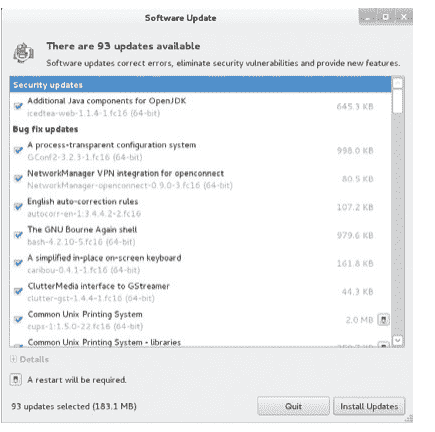 Software Update
There are 93 updates available
Software updates correct errors, eliminate security vulnerabilities and provide new features.
Security updates
Additional Java components for OpenJDK
icedtea-web-1.1.4-1.fc16 (64-bit)
645.3 KB
Bug fix updates
A process-transparent configuration system
GConf2-3.2.3-1.fc16 (64-bit)
998.0 KB
NetworkManager VPN integration for openconnect
NetworkManager-openconnect-0.9.0-3.fc16 (64-bit)
80.5 KB
English auto-correction rules
autocorr-en-1:3.4.4.2-2.fc16
107.2 KB
The GNU Bourne Again shell
bash-4.2.10-5.fc16 (64-bit)
979.6 KB
A simplified in-place on-screen keyboard
caribou-0.4.1-1.fc16 (64-bit)
161.8 KB
ClutterMedia interface to GStreamer
clutter-gst-1.4.4-1.fc16 (64-bit)
44.3 KB
Common Unix Printing System
cups-1:1.5.0-22.fc16 (64-bit)
2.0 MB
Common Unix Printing System - libraries
Details
A restart will be required.
93 updates selected (183.1 MB)
Quit
Install Updates